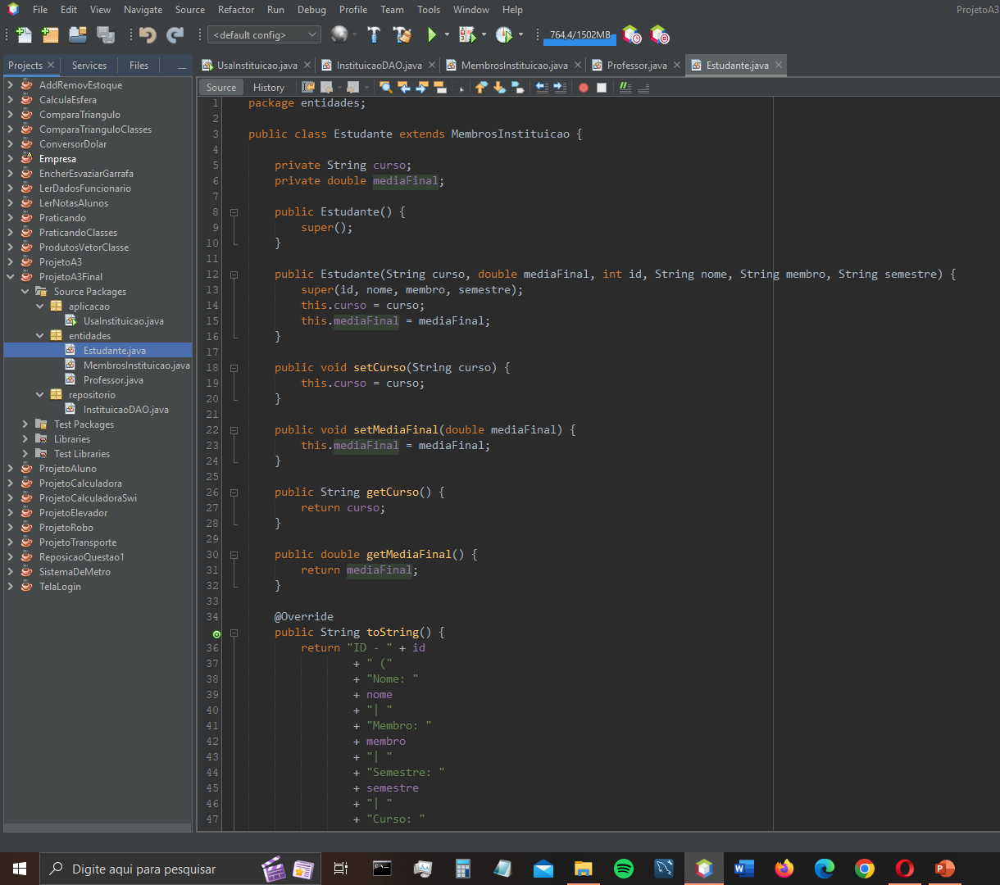 File Edit View Navigate Source Refactor Run Debug Profile Team Tools Window Help ProjetoA3
<default config> 764,4/1502MB
Projects Services Files
UsaInstituicao.java InstituicaoDAO.java MembrosInstituicao.java Professor.java Estudante.java
Source History
AddRemovEstoque
CalculaEsfera
ComparaTriangulo
ComparaTrianguloClasses
ConversorDolar
Empresa
EncherEsvaziarGarrafa
LerDadosFuncionario
LerNotasAlunos
Praticando
PraticandoClasses
ProdutosVetorClasse
ProjetoA3
ProjetoA3Final
Source Packages
aplicacao
UsaInstituicao.java
entidades
Estudante.java
MembrosInstituicao.java
Professor.java
repositorio
InstituicaoDAO.java
Test Packages
Libraries
Test Libraries
ProjetoAluno
ProjetoCalculadora
ProjetoCalculadoraSwi
ProjetoElevador
ProjetoRobo
ProjetoTransporte
ReposicaoQuestao1
SistemaDeMetro
TelaLogin
1 package entidades;
2
3 public class Estudante extends MembrosInstituicao {
4
5 private String curso;
6 private double mediaFinal;
7
8 public Estudante() {
9 super();
10 }
11
12 public Estudante(String curso, double mediaFinal, int id, String nome, String membro, String semestre) {
13 super(id, nome, membro, semestre);
14 this.curso = curso;
15 this.mediaFinal = mediaFinal;
16 }
17
18 public void setCurso(String curso) {
19 this.curso = curso;
20 }
21
22 public void setMediaFinal(double mediaFinal) {
23 this.mediaFinal = mediaFinal;
24 }
25
26 public String getCurso() {
27 return curso;
28 }
29
30 public double getMediaFinal() {
31 return mediaFinal;
32 }
33
34 @Override
public String toString() {
36 return "ID - " + id
37 + " ("
38 + "Nome: "
39 + nome
40 + "| "
41 + "Membro: "
42 + membro
43 + "| "
44 + "Semestre: "
45 + semestre
46 + "| "
47 + "Curso: "
Digite aqui para pesquisar